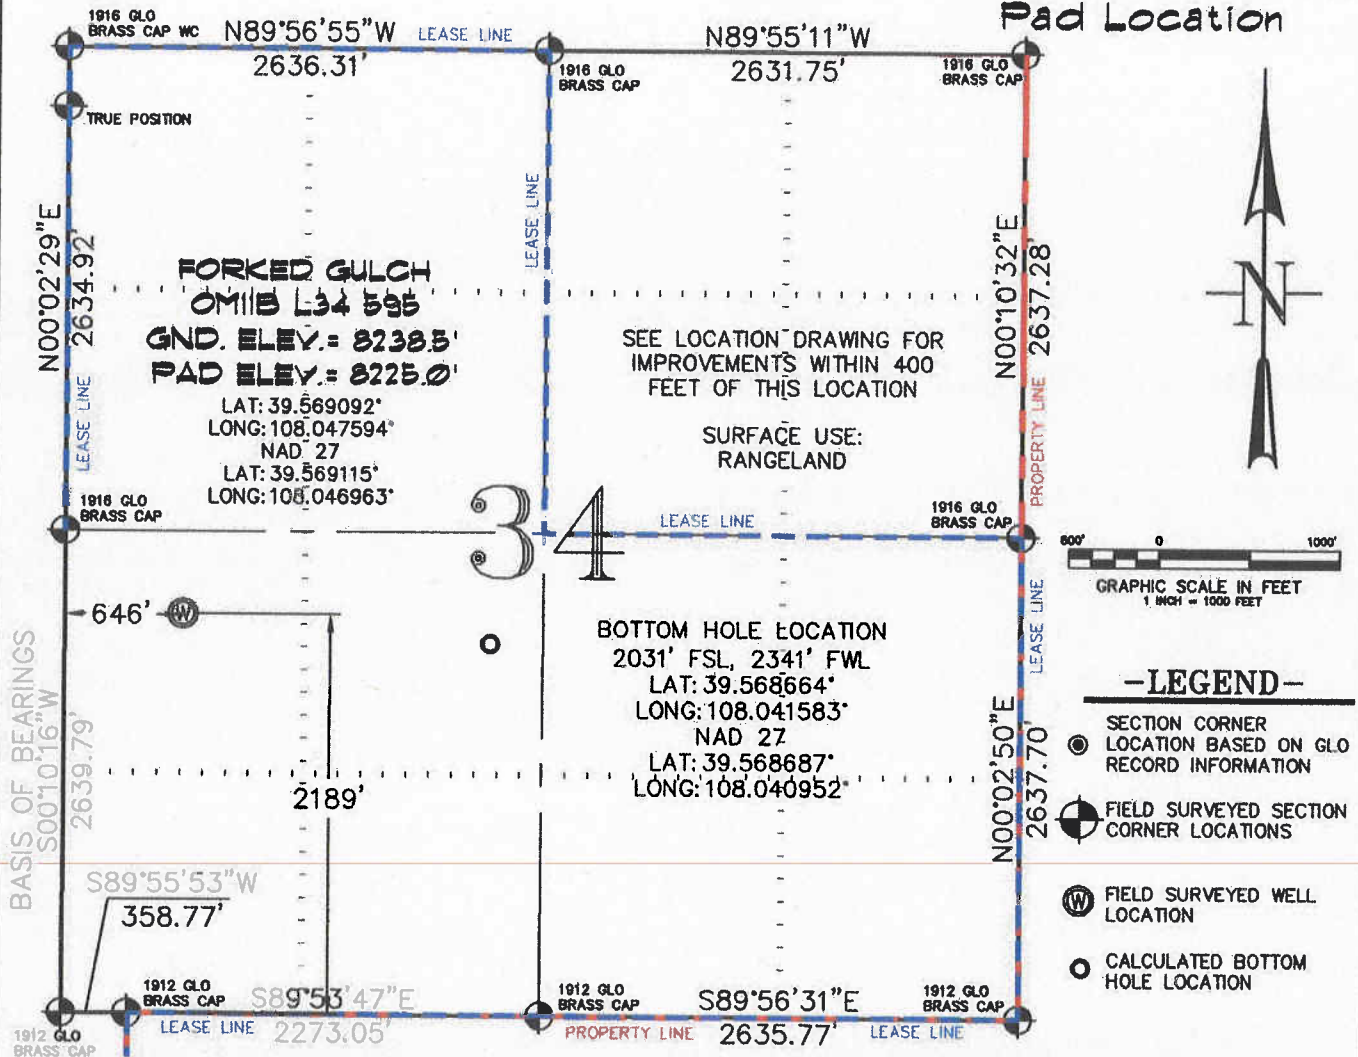 Pad Location
1916 GLO
BRASS CAP WC
N89°56'55"W
LEASE LINE
2636.31'
1916 GLO
BRASS CAP
N89°55'11"W
2631.75'
1916 GLO
BRASS CAP
TRUE POSITION
N00°02'29"E
2634.92'
LEASE LINE
LEASE LINE
FORKED GULCH
OM11B L34 595
GND. ELEV.= 8238.5'
PAD ELEV.= 8225.0'
LAT: 39.569092°
LONG: 108.047594°
NAD 27
LAT: 39.569115°
LONG: 108.046963°
SEE LOCATION DRAWING FOR
IMPROVEMENTS WITHIN 400
FEET OF THIS LOCATION
SURFACE USE:
RANGELAND
N00°10'32"E
2637.28'
PROPERTY LINE
N
1916 GLO
BRASS CAP
34
LEASE LINE
1916 GLO
BRASS CAP
600'
0
1000'
GRAPHIC SCALE IN FEET
1 INCH = 1000 FEET
646'
W
BOTTOM HOLE LOCATION
2031' FSL, 2341' FWL
LAT: 39.568664°
LONG: 108.041583°
NAD 27
LAT: 39.568687°
LONG: 108.040952°
LEASE LINE
N00°02'50"E
2637.70'
BASIS OF BEARINGS
S00°10'16"W
2639.79'
2189'
S89°55'53"W
358.77'
-LEGEND-
SECTION CORNER
LOCATION BASED ON GLO
RECORD INFORMATION
FIELD SURVEYED SECTION
CORNER LOCATIONS
W
FIELD SURVEYED WELL
LOCATION
CALCULATED BOTTOM
HOLE LOCATION
1912 GLO
BRASS CAP
1912 GLO
BRASS CAP
S89°53'47"E
2273.05'
LEASE LINE
1912 GLO
BRASS CAP
PROPERTY LINE
S89°56'31"E
2635.77'
LEASE LINE
1912 GLO
BRASS CAP